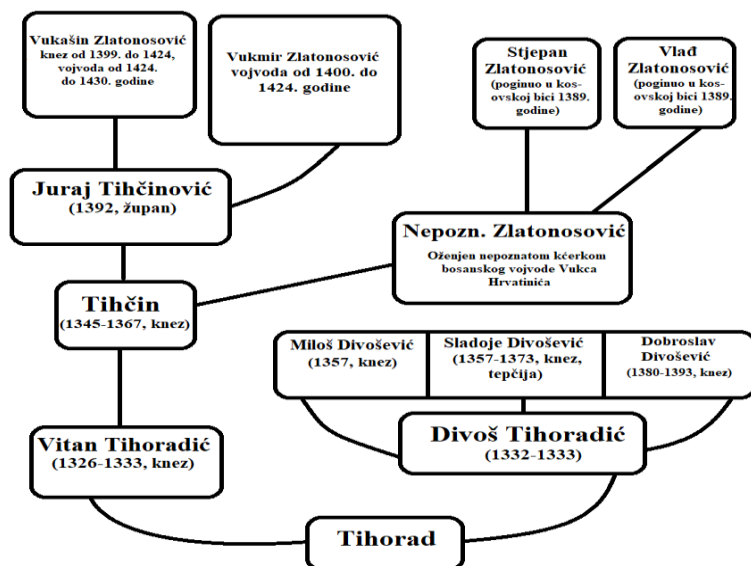 Vukašin Zlatonosović
knez od 1399. do 1424,
vojvoda od 1424.
do 1430. godine
Vukmir Zlatonosović
vojvoda od 1400. do
1424. godine
Stjepan
Zlatonosović
(poginuo u kos-
ovskoj bici 1389.
godine)
Vlađ
Zlatonosović
(poginuo u kos-
ovskoj bici 1389.
godine)
Juraj Tihčinović
(1392, župan)
Nepozn. Zlatonosović
Oženjen nepoznatom kćerkom
bosanskog vojvode Vukca
Hrvatinića
Tihčin
(1345-1367, knez)
Miloš Divošević
(1357, knez)
Sladoje Divošević
(1357-1373, knez,
tepčija)
Dobroslav
Divošević
(1380-1393, knez)
Vitan Tihoradić
(1326-1333, knez)
Divoš Tihoradić
(1332-1333)
Tihorad